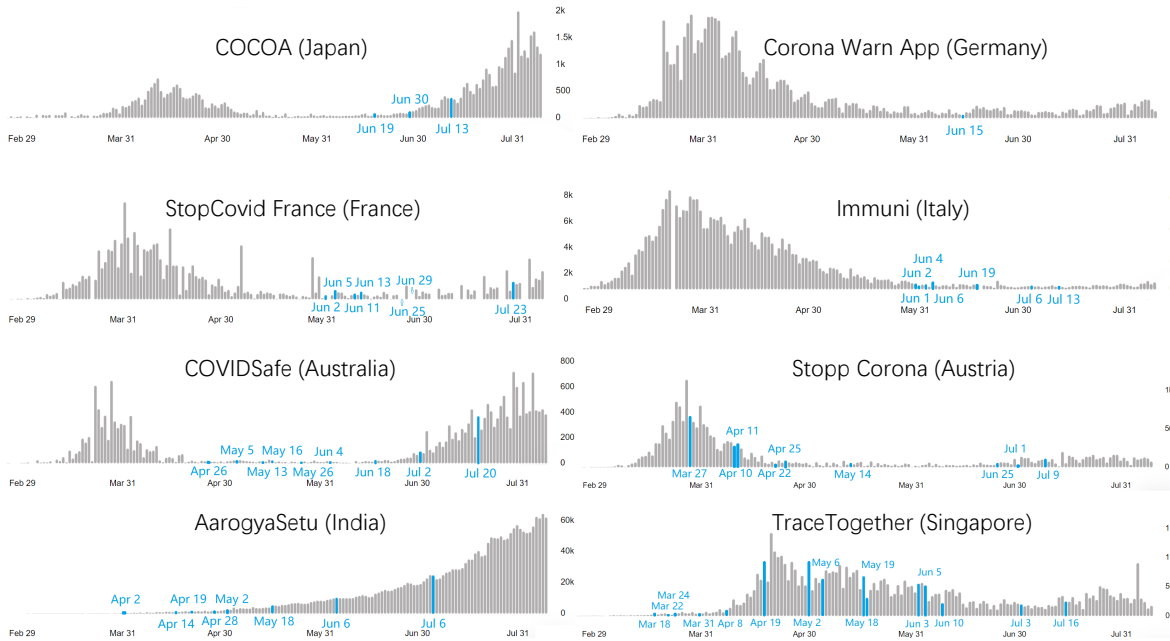 COCOA (Japan)
2k
1.5k
1k
500
0
Jun 30
Jun 19
Jul 13
Feb 29
Mar 31
Apr 30
May 31
Jun 30
Jul 31
Corona Warn App (Germany)
Jun 15
Feb 29
Mar 31
Apr 30
May 31
Jun 30
Jul 31
StopCovid France (France)
8k
6k
4k
2k
0
Jun 5
Jun 13
Jun 29
Jun 2
Jun 11
Jun 25
Jul 23
Feb 29
Mar 31
Apr 30
May 31
Jun 30
Jul 31
Immuni (Italy)
Jun 4
Jun 2
Jun 19
Jun 1
Jun 6
Jul 6
Jul 13
Feb 29
Mar 31
Apr 30
May 31
Jun 30
Jul 31
COVIDSafe (Australia)
800
600
400
200
0
May 5
May 16
Jun 4
Apr 26
May 13
May 26
Jun 18
Jul 2
Jul 20
Feb 29
Mar 31
Apr 30
May 31
Jun 30
Jul 31
Stopp Corona (Austria)
Apr 11
Apr 25
Jul 1
Mar 27
Apr 10
Apr 22
May 14
Jun 25
Jul 9
Feb 29
Mar 31
Apr 30
May 31
Jun 30
Jul 31
0
AarogyaSetu (India)
60k
40k
20k
0
Apr 2
Apr 19
May 2
Apr 14
Apr 28
May 18
Jun 6
Jul 6
Feb 29
Mar 31
Apr 30
May 31
Jun 30
Jul 31
TraceTogether (Singapore)
May 6
May 19
Jun 5
Mar 24
Mar 22
Mar 18
Mar 31
Apr 8
Apr 19
May 2
May 18
Jun 3
Jun 10
Jul 3
Jul 16
Feb 29
Mar 31
Apr 30
May 31
Jun 30
Jul 31
0